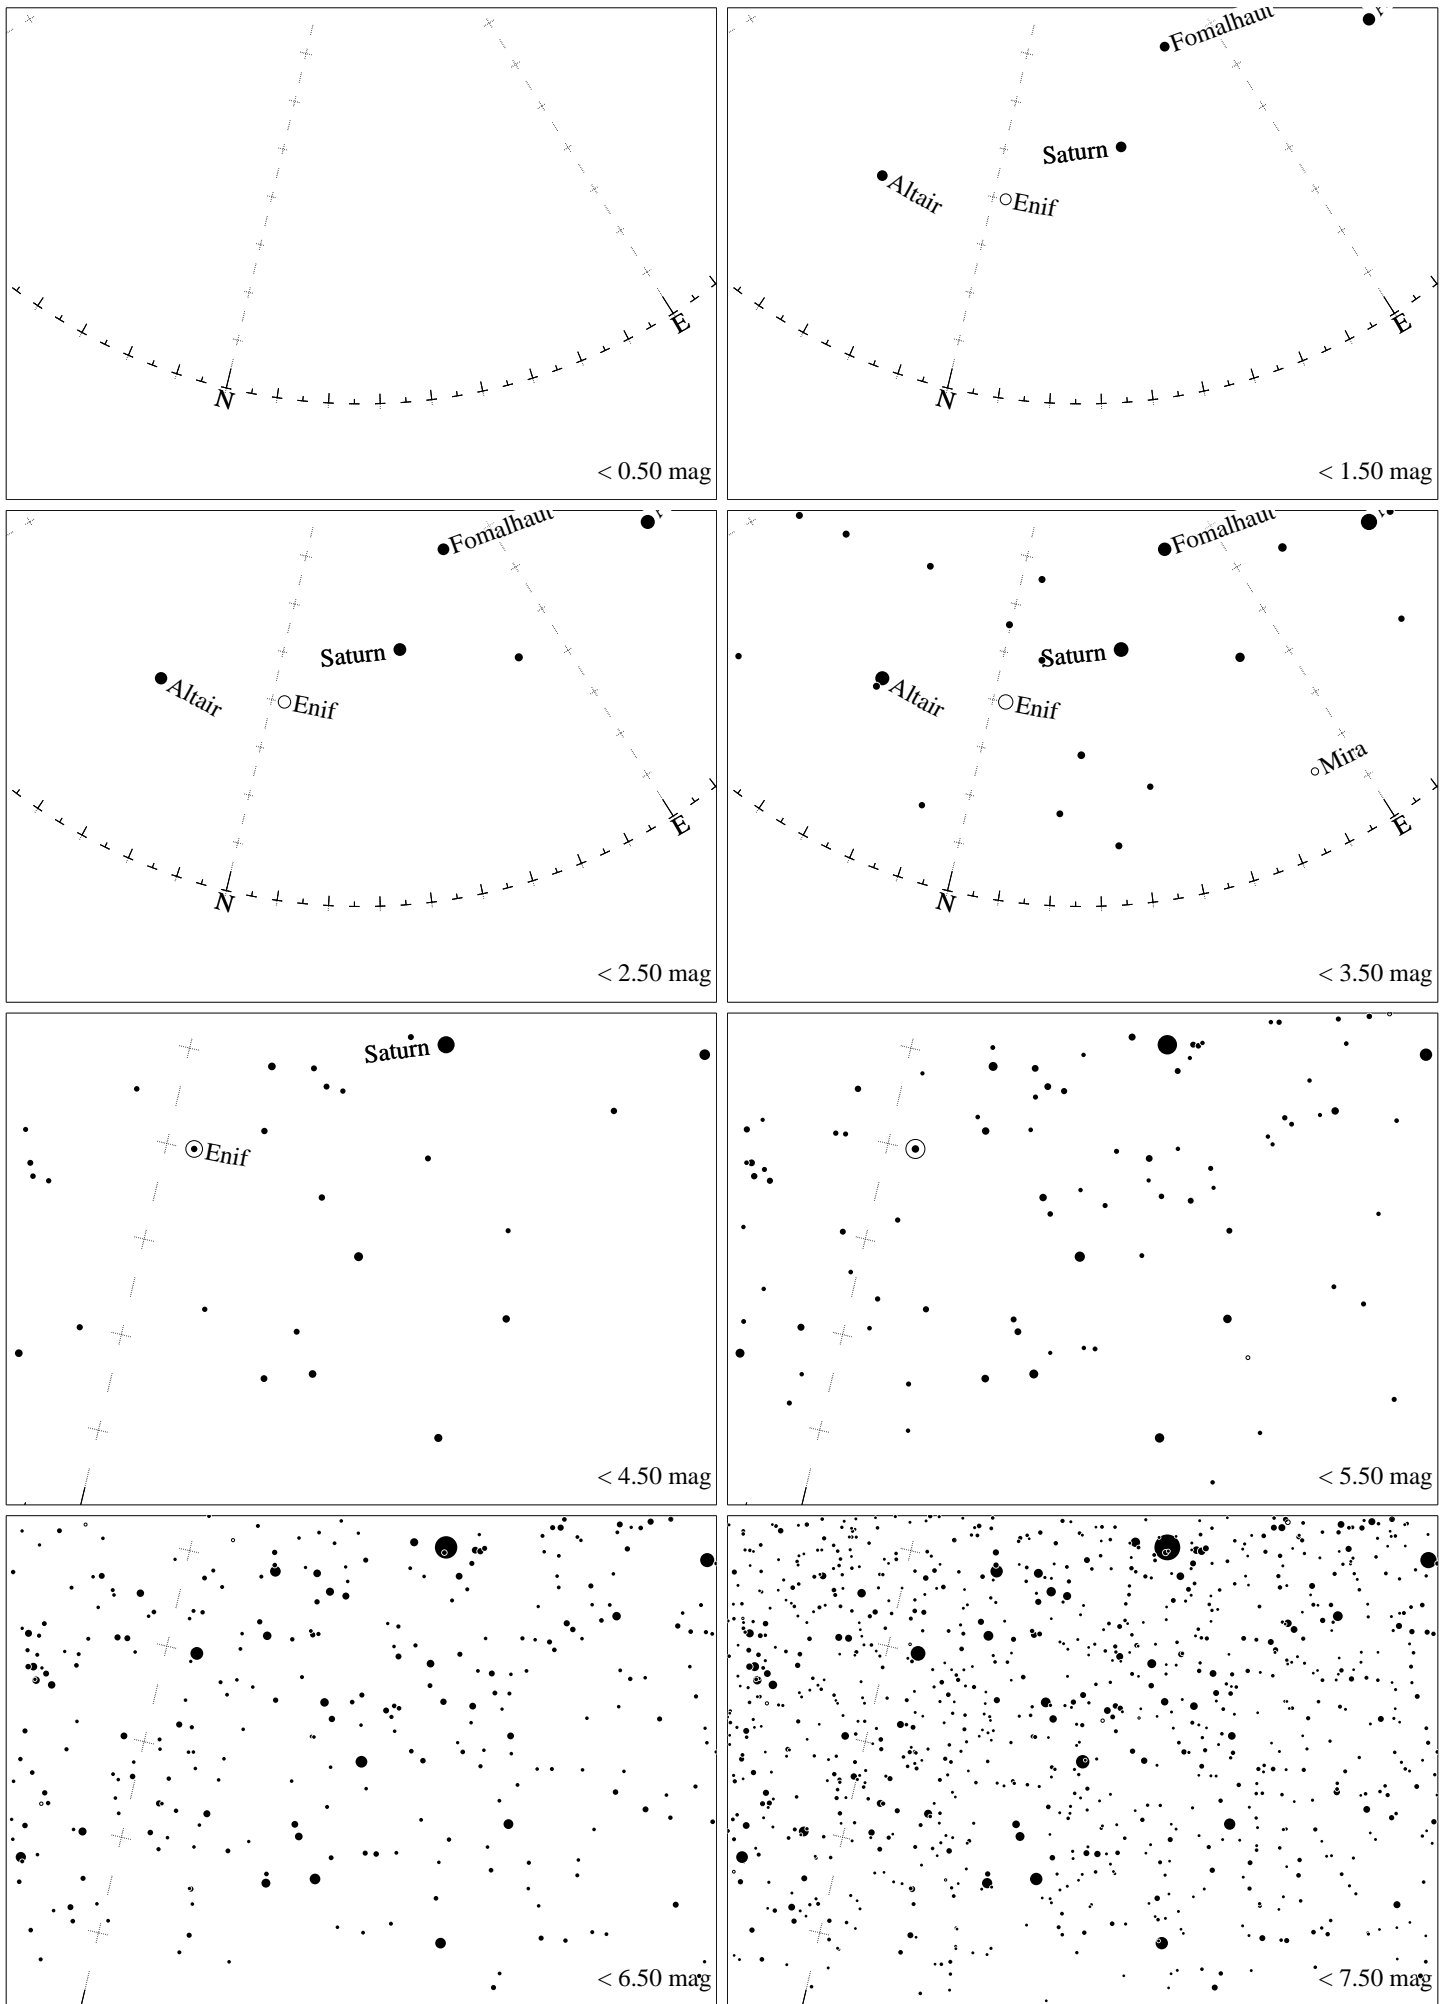 N
E
< 0.50 mag
Fomalhaut
Saturn
Altair
Enif
N
E
< 1.50 mag
Fomalhaut
Saturn
Altair
Enif
N
E
< 2.50 mag
Fomalhaut
Saturn
Altair
Enif
Mira
N
E
< 3.50 mag
Saturn
Enif
< 4.50 mag
< 5.50 mag
< 6.50 mag
< 7.50 mag